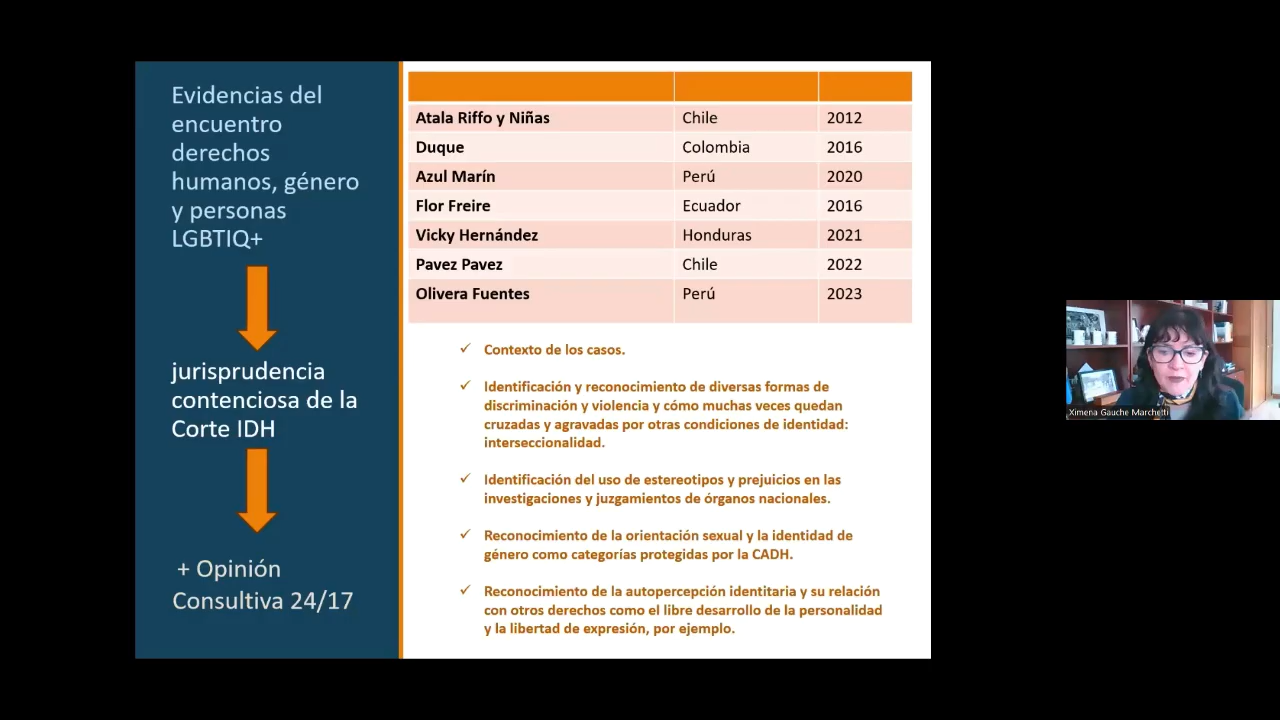 Evidencias del
encuentro
derechos
humanos, género
y personas
LGBTIQ+
jurisprudencia
contenciosa de la
Corte IDH
+ Opinión
Consultiva 24/17
Atala Riffo y Niñas Chile 2012
Duque Colombia 2016
Azul Marín Perú 2020
Flor Freire Ecuador 2016
Vicky Hernández Honduras 2021
Pavez Pavez Chile 2022
Olivera Fuentes Perú 2023
✓ Contexto de los casos.
✓ Identificación y reconocimiento de diversas formas de
discriminación y violencia y cómo muchas veces quedan
cruzadas y agravadas por otras condiciones de identidad:
interseccionalidad.
✓ Identificación del uso de estereotipos y prejuicios en las
investigaciones y juzgamientos de órganos nacionales.
✓ Reconocimiento de la orientación sexual y la identidad de
género como categorías protegidas por la CADH.
✓ Reconocimiento de la autopercepción identitaria y su relación
con otros derechos como el libre desarrollo de la personalidad
y la libertad de expresión, por ejemplo.
Ximena Gauche Marchetti